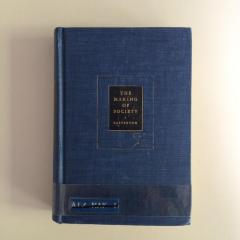 THE
MAKING
OF
SOCIETY
CALVERTON